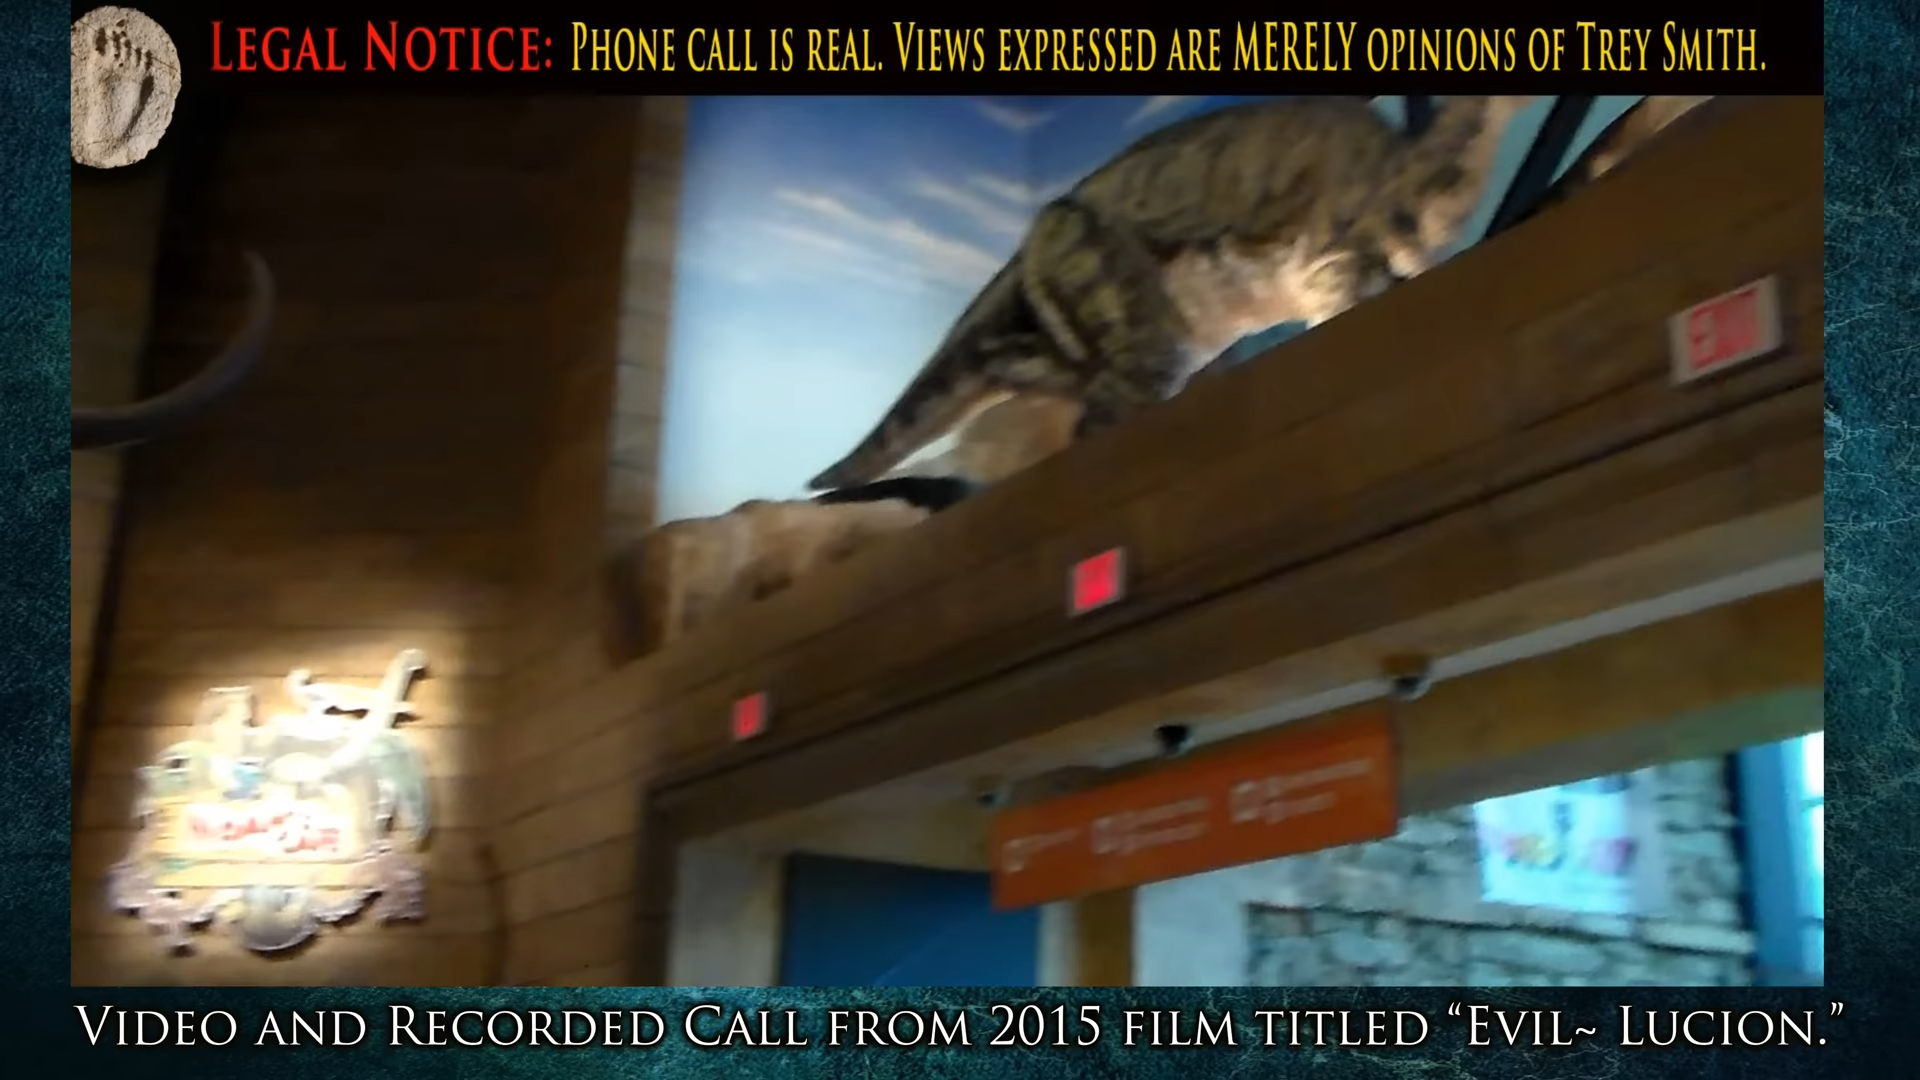 LEGAL NOTICE: PHONE CALL IS REAL. VIEWS EXPRESSED ARE MERELY OPINIONS OF TREY SMITH.
EXIT
VIDEO AND RECORDED CALL FROM 2015 FILM TITLED “EVIL~ LUCION.”